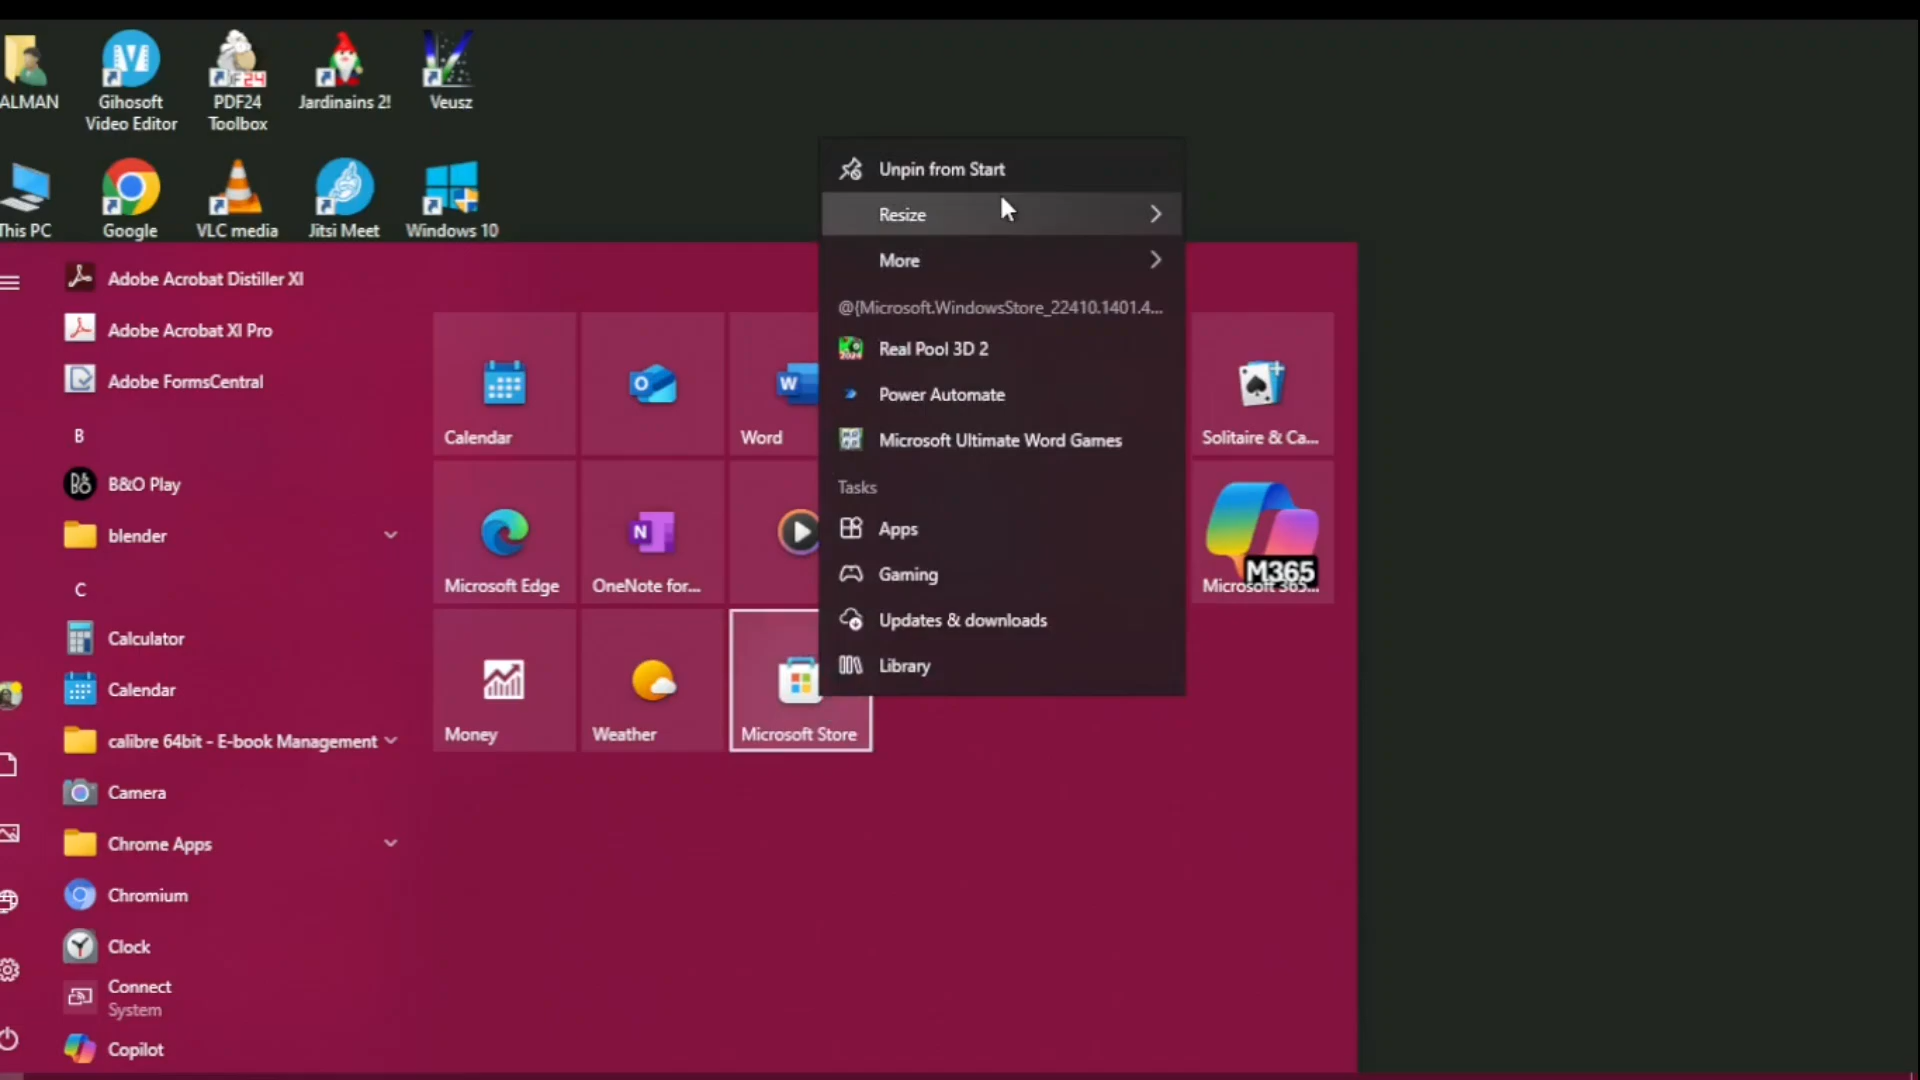 ALMAN
Gihosoft
Video Editor
PDF24
Toolbox
Jardinains 2!
Veusz
This PC
Google
VLC media
Jitsi Meet
Windows 10
Adobe Acrobat Distiller XI
Adobe Acrobat XI Pro
Adobe FormsCentral
B
B&O Play
blender
C
Calculator
Calendar
calibre 64bit - E-book Management
Camera
Chrome Apps
Chromium
Clock
Connect
System
Copilot
Calendar
Word
Solitaire & Ca...
Microsoft Edge
OneNote for...
M365
Microsoft 365...
Money
Weather
Microsoft Store
Unpin from Start
Resize
More
@{Microsoft.WindowsStore_22410.1401.4...
Real Pool 3D 2
Power Automate
Microsoft Ultimate Word Games
Tasks
Apps
Gaming
Updates & downloads
Library